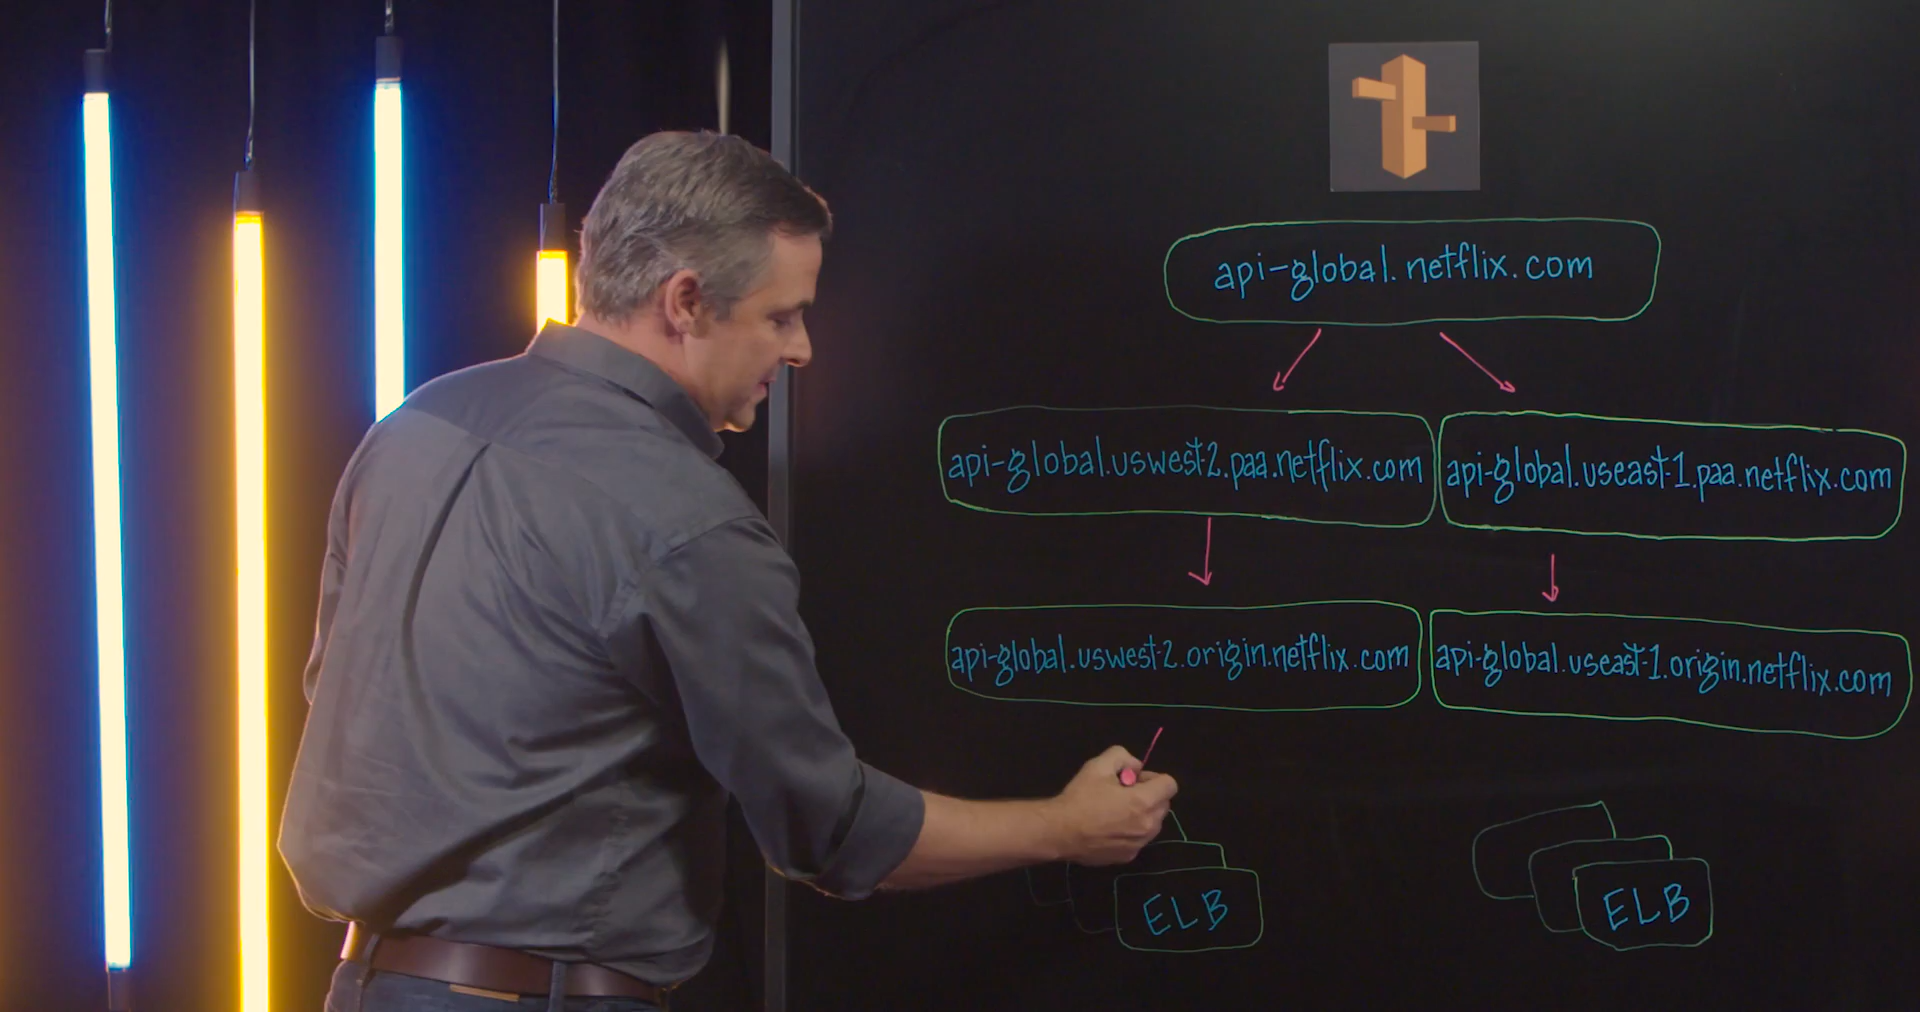 api-global.netflix.com
api-global.uswest-2.paa.netflix.com
api-global.useast-1.paa.netflix.com
api-global.uswest-2.origin.netflix.com
api-global.useast-1.origin.netflix.com
ELB
ELB